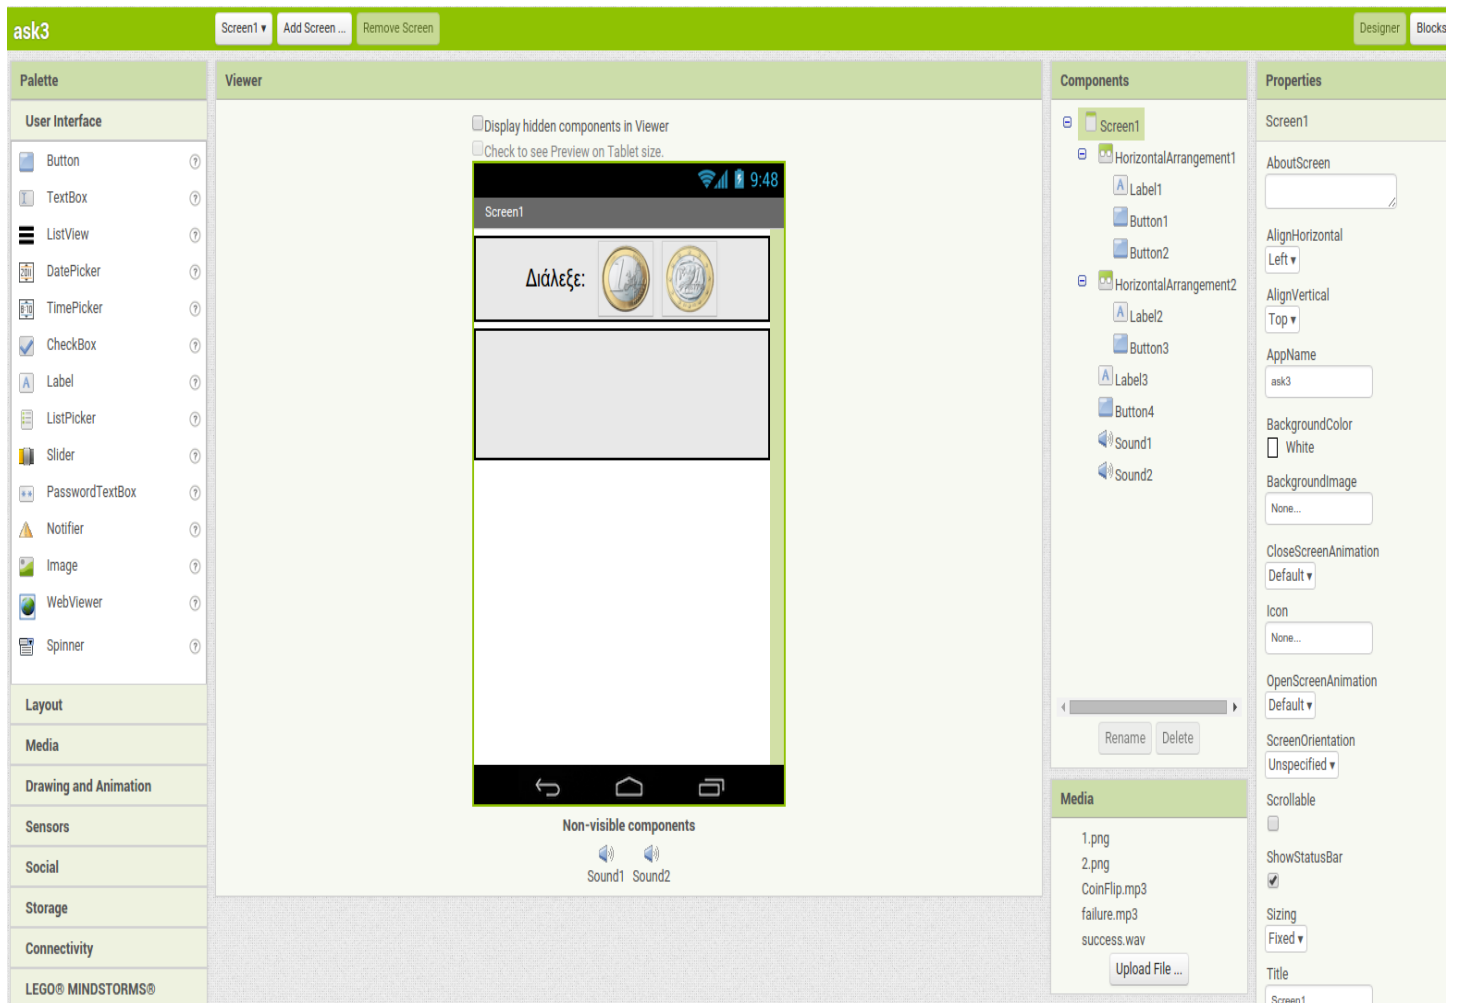 ask3
Screen1 ▾ Add Screen ... Remove Screen Designer Blocks
Palette
User Interface
Button
TextBox
ListView
DatePicker
TimePicker
CheckBox
Label
ListPicker
Slider
PasswordTextBox
Notifier
Image
WebViewer
Spinner
Layout
Media
Drawing and Animation
Sensors
Social
Storage
Connectivity
LEGO® MINDSTORMS®
Viewer
Display hidden components in Viewer
Check to see Preview on Tablet size.
9:48
Screen1
Διάλεξε:
Non-visible components
Sound1 Sound2
Components
Screen1
HorizontalArrangement1
Label1
Button1
Button2
HorizontalArrangement2
Label2
Button3
Label3
Button4
Sound1
Sound2
Rename Delete
Media
1.png
2.png
CoinFlip.mp3
failure.mp3
success.wav
Upload File ...
Properties
Screen1
AboutScreen
AlignHorizontal
Left ▾
AlignVertical
Top ▾
AppName
ask3
BackgroundColor
White
BackgroundImage
None...
CloseScreenAnimation
Default ▾
Icon
None...
OpenScreenAnimation
Default ▾
ScreenOrientation
Unspecified ▾
Scrollable
ShowStatusBar
Sizing
Fixed ▾
Title
Screen1